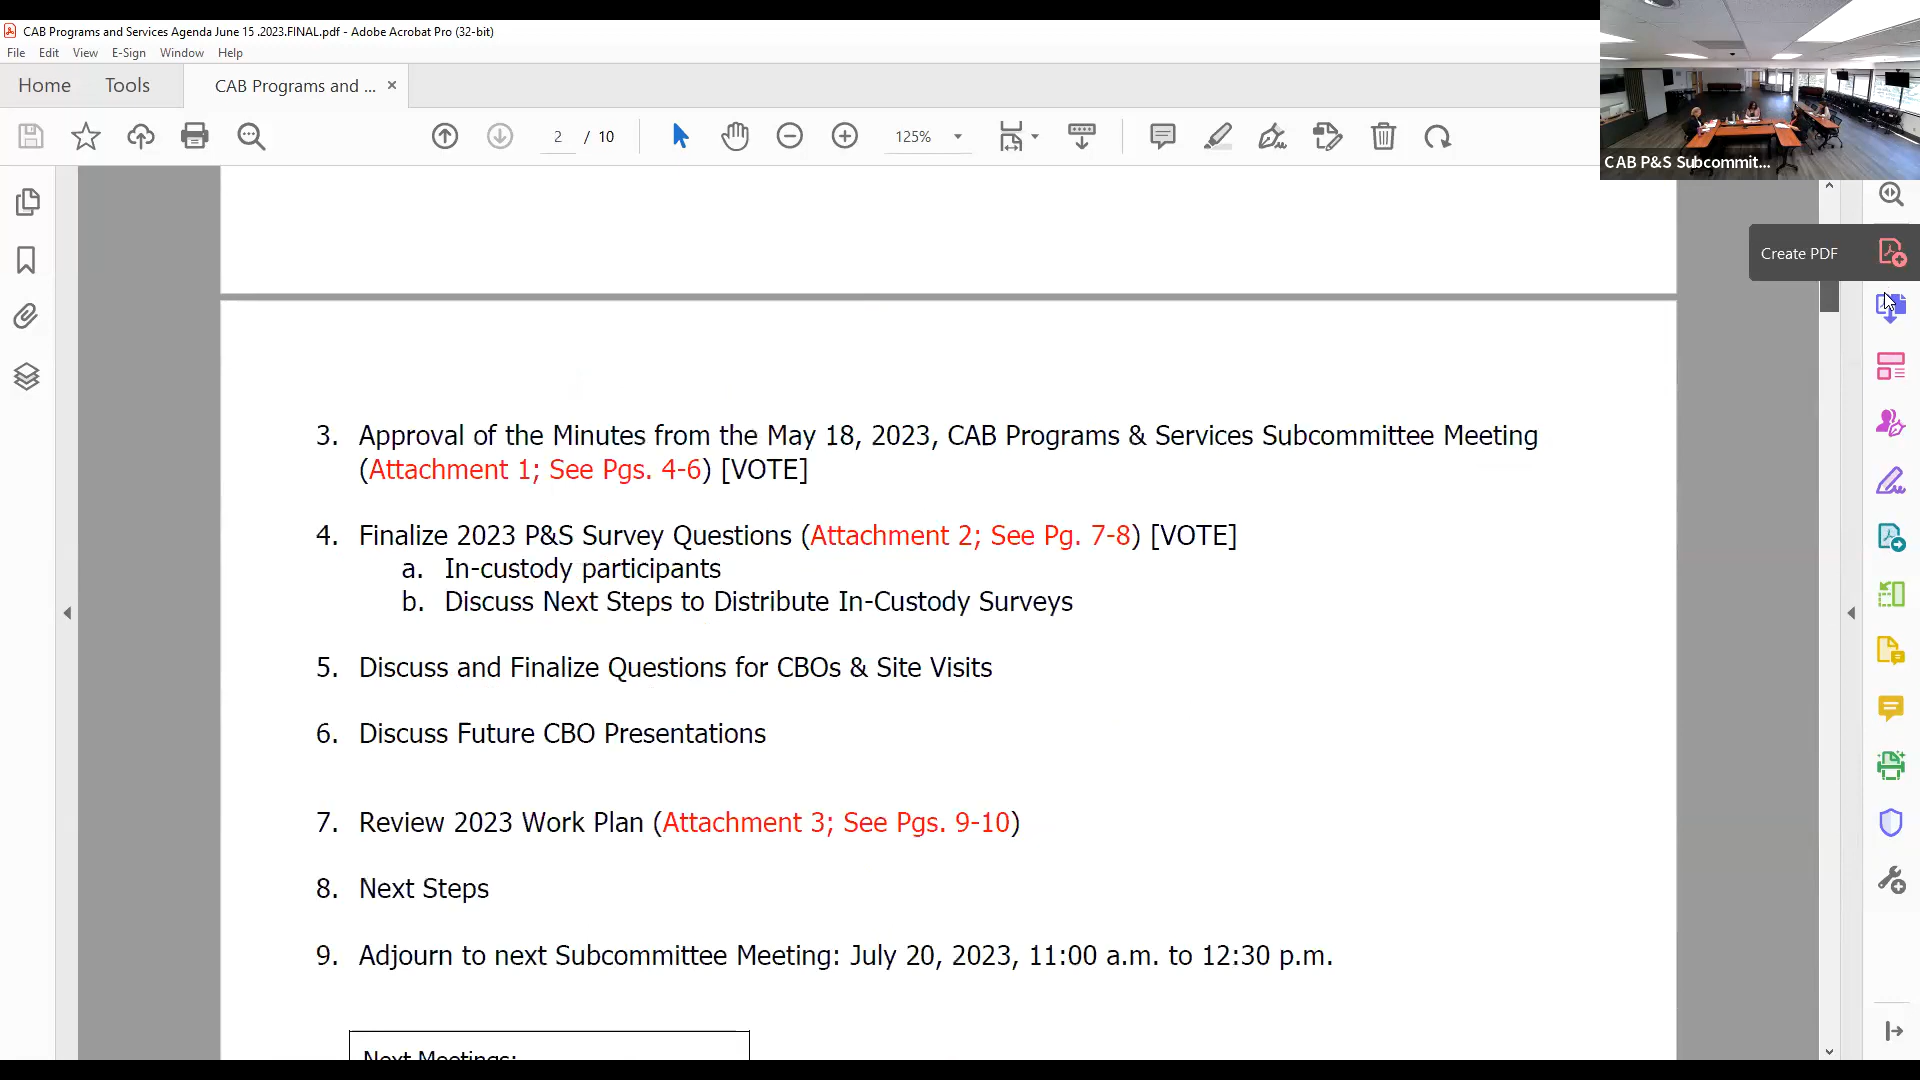 CAB Programs and Services Agenda June 15 .2023.FINAL.pdf - Adobe Acrobat Pro (32-bit)
File Edit View E-Sign Window Help
Home Tools CAB Programs and ... ×
2 / 10 125%
CAB P&S Subcommit...
Create PDF
3. Approval of the Minutes from the May 18, 2023, CAB Programs & Services Subcommittee Meeting
(Attachment 1; See Pgs. 4-6) [VOTE]
4. Finalize 2023 P&S Survey Questions (Attachment 2; See Pg. 7-8) [VOTE]
a. In-custody participants
b. Discuss Next Steps to Distribute In-Custody Surveys
5. Discuss and Finalize Questions for CBOs & Site Visits
6. Discuss Future CBO Presentations
7. Review 2023 Work Plan (Attachment 3; See Pgs. 9-10)
8. Next Steps
9. Adjourn to next Subcommittee Meeting: July 20, 2023, 11:00 a.m. to 12:30 p.m.
Next Meetings: